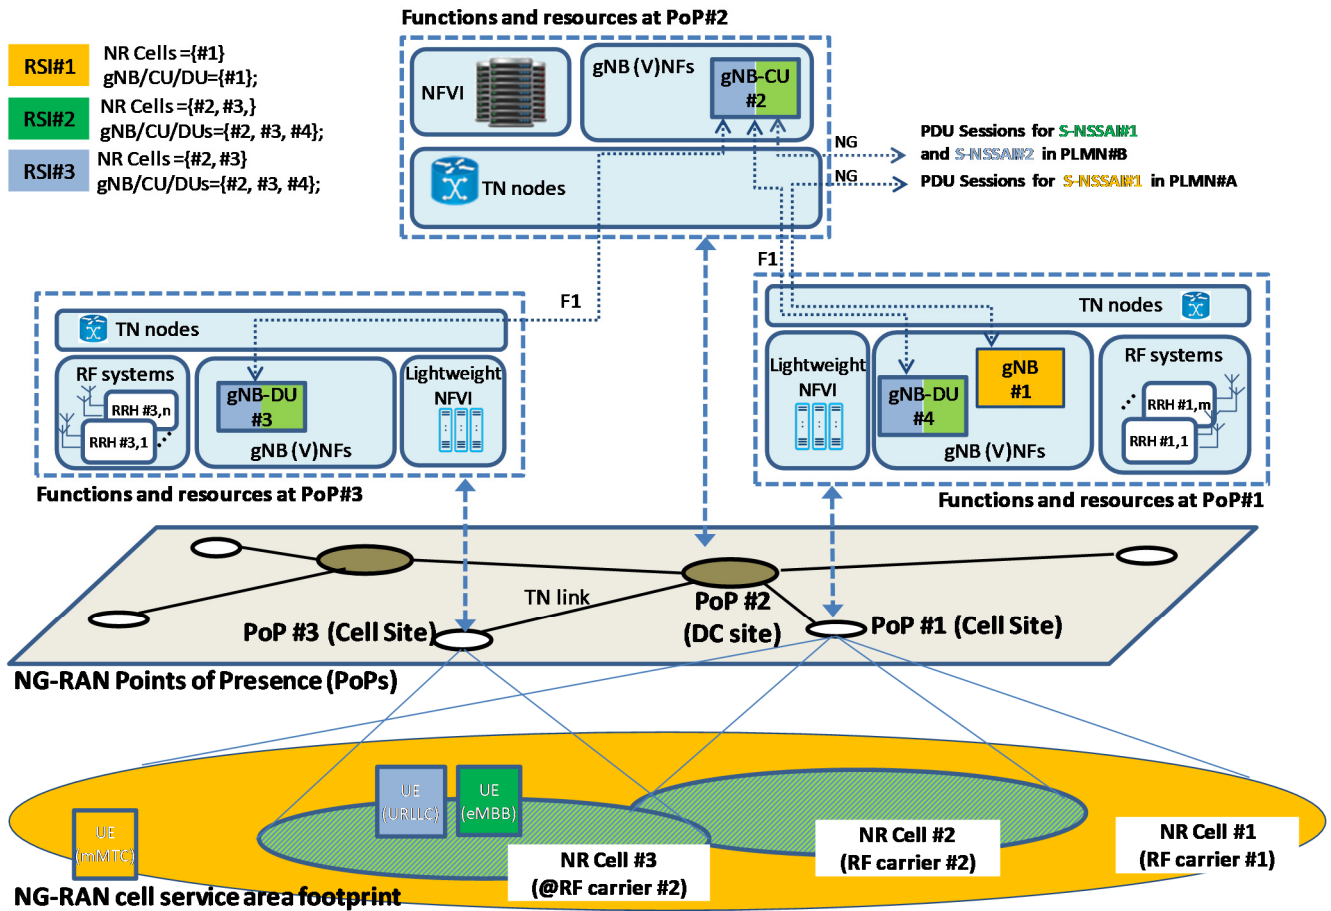 Functions and resources at PoP#2
RSI#1
NR Cells ={#1}
gNB/CU/DU={#1};
RSI#2
NR Cells ={#2, #3,}
gNB/CU/DUs={#2, #3, #4};
RSI#3
NR Cells ={#2, #3}
gNB/CU/DUs={#2, #3, #4};
NFVI
gNB (V)NFs
gNB-CU
#2
TN nodes
NG
NG
PDU Sessions for S-NSSAI#1
and S-NSSAI#2 in PLMN#B
PDU Sessions for S-NSSAI#1 in PLMN#A
F1
F1
TN nodes
RF systems
RRH #3,n
RRH #3,1
gNB-DU
#3
gNB (V)NFs
Lightweight
NFVI
Functions and resources at PoP#3
TN nodes
Lightweight
NFVI
gNB-DU
#4
gNB
#1
gNB (V)NFs
RF systems
RRH #1,m
RRH #1,1
Functions and resources at PoP#1
TN link
PoP #2
(DC site)
PoP #3 (Cell Site)
PoP #1 (Cell Site)
NG-RAN Points of Presence (PoPs)
UE
(URLLC)
UE
(eMBB)
UE
(mMTC)
NR Cell #3
(@RF carrier #2)
NR Cell #2
(RF carrier #2)
NR Cell #1
(RF carrier #1)
NG-RAN cell service area footprint